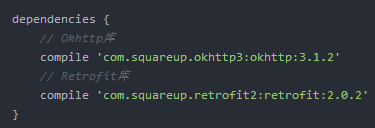 dependencies {
// Okhttp库
compile 'com.squareup.okhttp3:okhttp:3.1.2'
// Retrofit库
compile 'com.squareup.retrofit2:retrofit:2.0.2'
}